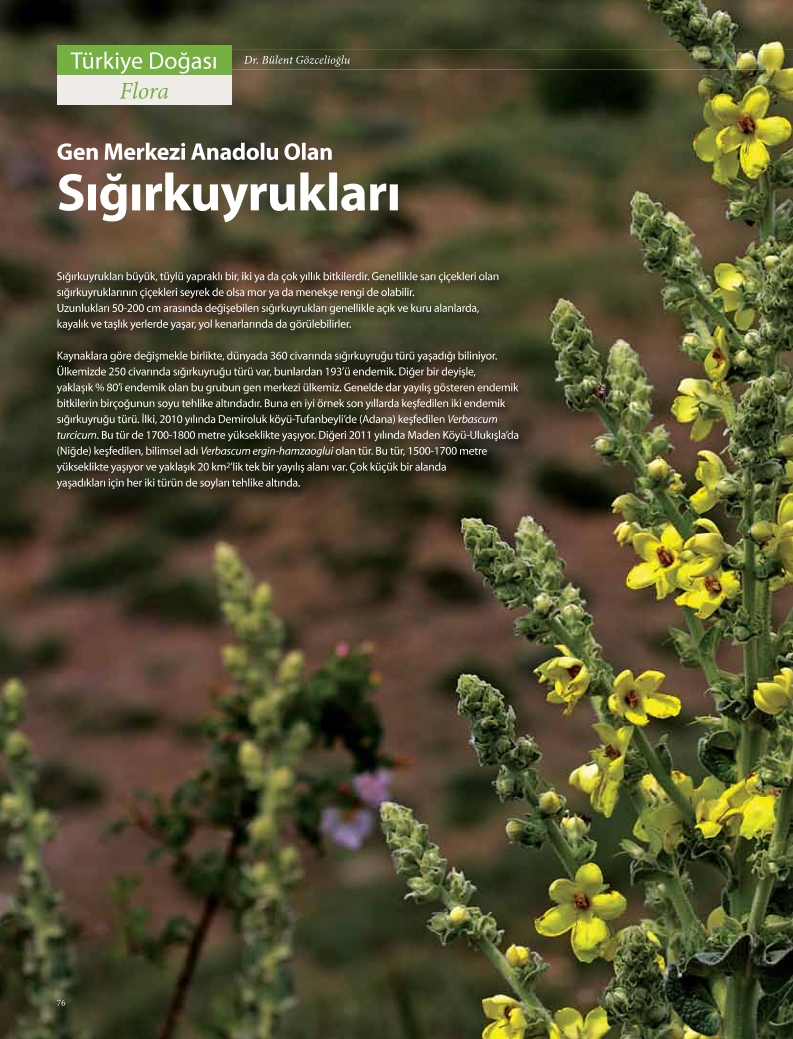 Türkiye Doğası
Dr. Bülent Gözcelioğlu
Flora
Gen Merkezi Anadolu Olan
Sığırkuyrukları
Sığırkuyrukları büyük, tüylü yapraklı bir, iki ya da çok yıllık bitkilerdir. Genellikle sarı çiçekleri olan
sığırkuyruklarının çiçekleri seyrek de olsa mor ya da menekşe rengi de olabilir.
Uzunlukları 50-200 cm arasında değişebilen sığırkuyrukları genellikle açık ve kuru alanlarda,
kayalık ve taşlık yerlerde yaşar, yol kenarlarında da görülebilirler.
Kaynaklara göre değişmekle birlikte, dünyada 360 civarında sığırkuyruğu türü yaşadığı biliniyor.
Ülkemizde 250 civarında sığırkuyruğu türü var, bunlardan 193’ü endemik. Diğer bir deyişle,
yaklaşık % 80’i endemik olan bu grubun gen merkezi ülkemiz. Genelde dar yayılış gösteren endemik
bitkilerin birçoğunun soyu tehlike altındadır. Buna en iyi örnek son yıllarda keşfedilen iki endemik
sığırkuyruğu türü. İlki, 2010 yılında Demiroluk köyü-Tufanbeyli’de (Adana) keşfedilen Verbascum
turcicum. Bu tür de 1700-1800 metre yükseklikte yaşıyor. Diğeri 2011 yılında Maden Köyü-Ulukışla’da
(Niğde) keşfedilen, bilimsel adı Verbascum ergin-hamzaoglui olan tür. Bu tür, 1500-1700 metre
yükseklikte yaşıyor ve yaklaşık 20 km²’lik tek bir yayılış alanı var. Çok küçük bir alanda
yaşadıkları için her iki türün de soyları tehlike altında.
76